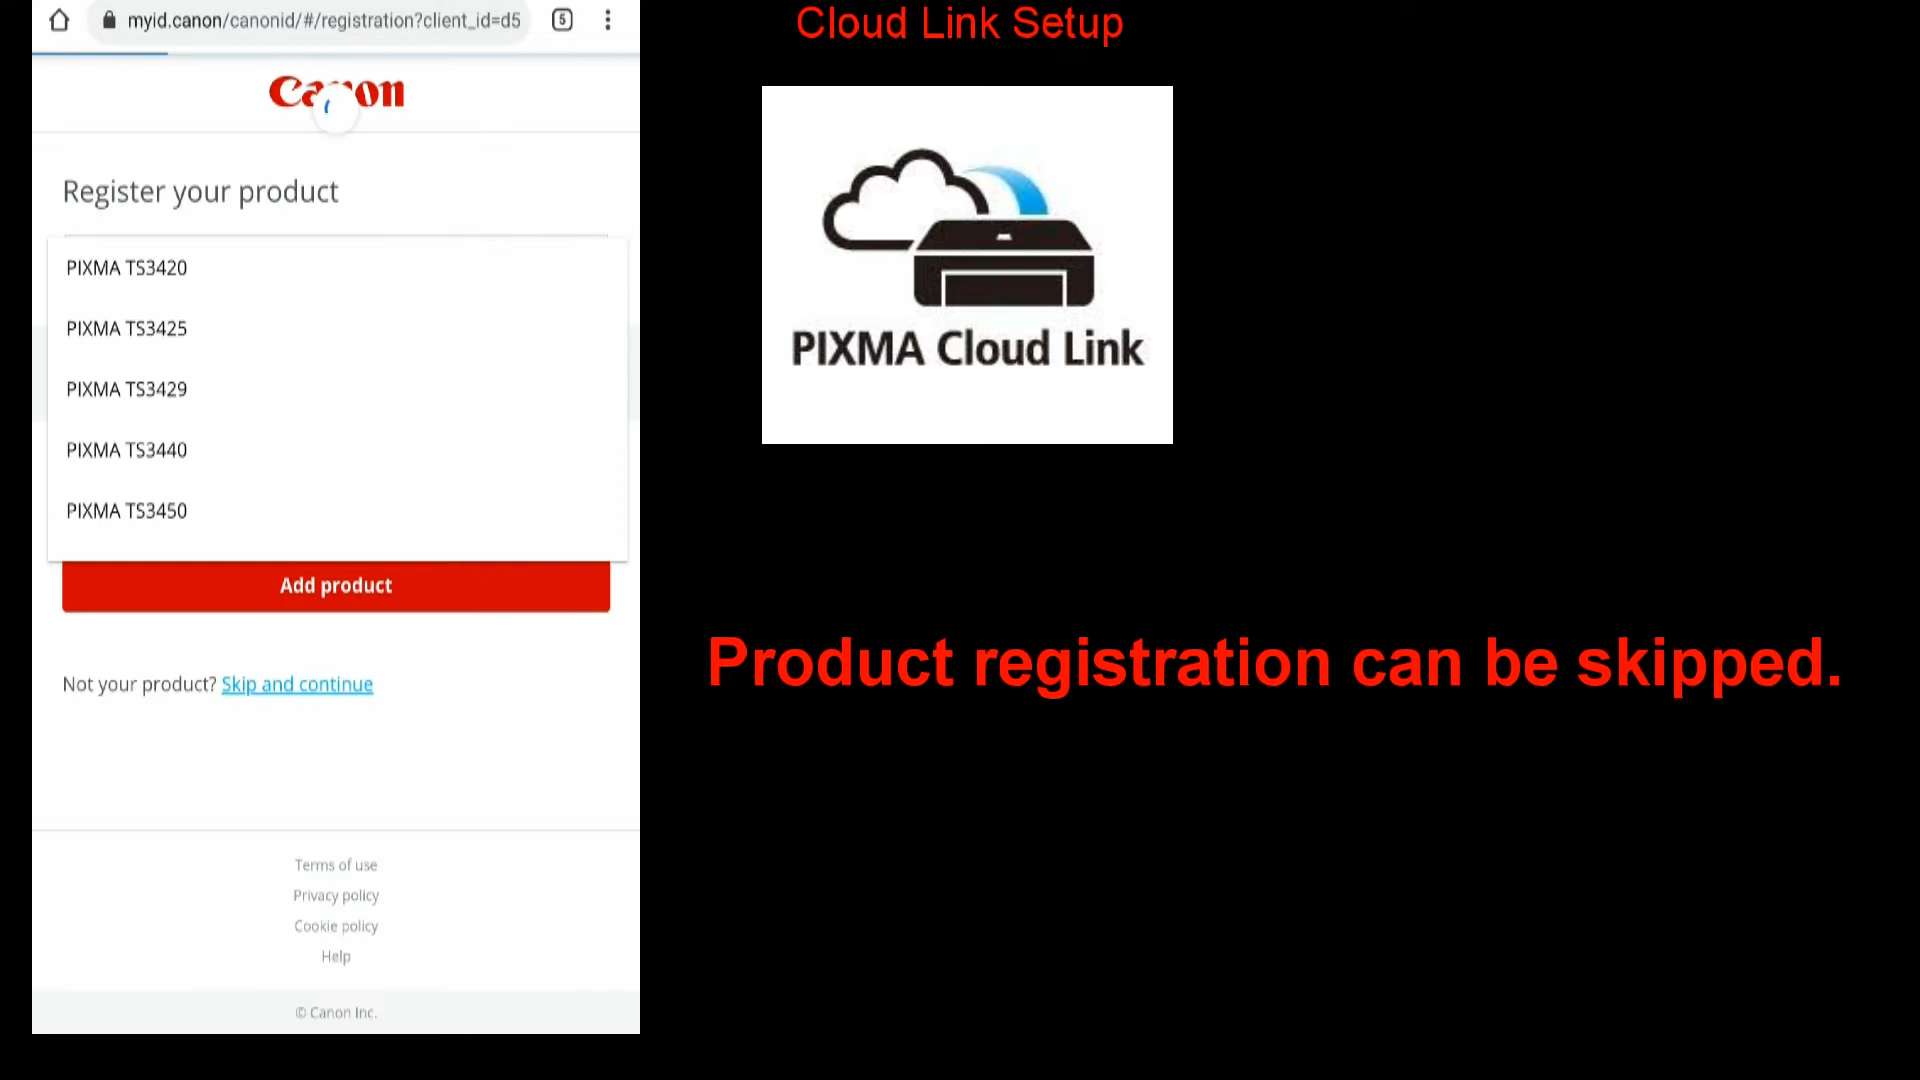 myid.canon/canonid/#/registration?client_id=d5
5
Canon
Register your product
PIXMA TS3420
PIXMA TS3425
PIXMA TS3429
PIXMA TS3440
PIXMA TS3450
Add product
Not your product? Skip and continue
Terms of use
Privacy policy
Cookie policy
Help
© Canon Inc.
Cloud Link Setup
PIXMA Cloud Link
Product registration can be skipped.